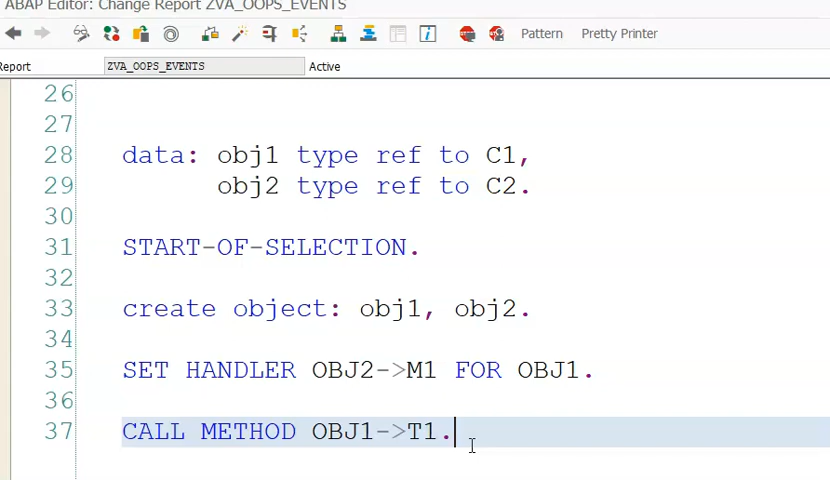 ABAP Editor: Change Report ZVA_OOPS_EVENTS
Pattern Pretty Printer
Report ZVA_OOPS_EVENTS Active
26
27
28 data: obj1 type ref to C1,
29 obj2 type ref to C2.
30
31 START-OF-SELECTION.
32
33 create object: obj1, obj2.
34
35 SET HANDLER OBJ2->M1 FOR OBJ1.
36
37 CALL METHOD OBJ1->T1.